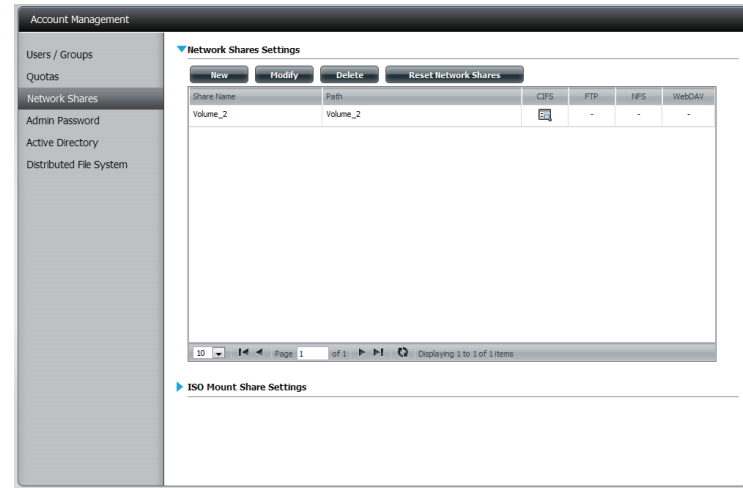 Account Management
Users / Groups
Quotas
Network Shares
Admin Password
Active Directory
Distributed File System
Network Shares Settings
New Modify Delete Reset Network Shares
Share Name Path CIFS FTP NFS WebDAV
Volume_2 Volume_2 - - -
10 Page 1 of 1 Displaying 1 to 1 of 1 items
ISO Mount Share Settings